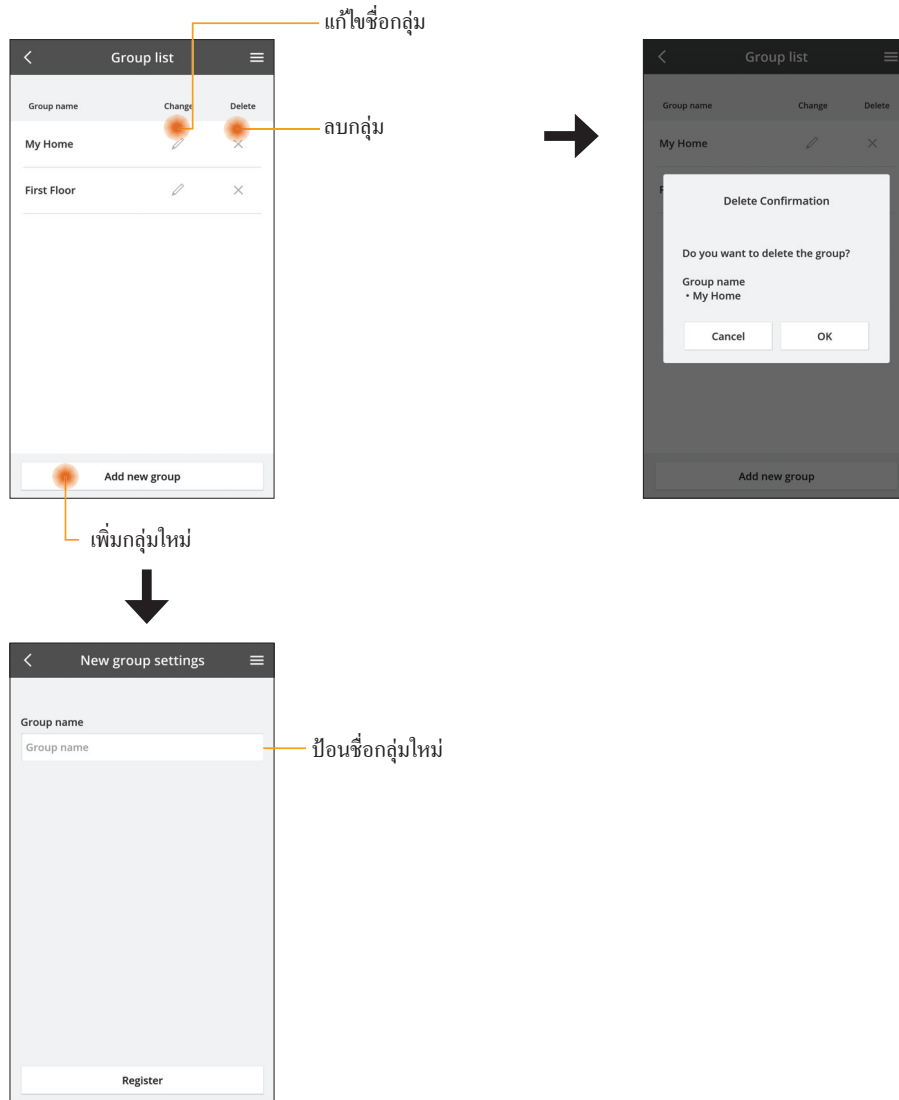 แก้ไขชื่อกลุ่ม
Group list
Group name Change Delete
My Home
ลบกลุ่ม
First Floor
Add new group
เพิ่มกลุ่มใหม่
Group list
Group name Change Delete
My Home
F
Delete Confirmation
Do you want to delete the group?
Group name
• My Home
Cancel OK
Add new group
New group settings
Group name
Group name
ป้อนชื่อกลุ่มใหม่
Register